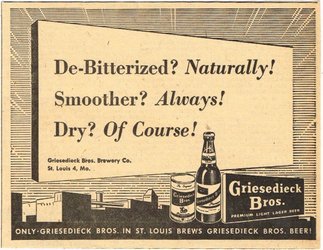 De-Bitterized? Naturally!
Smoother? Always!
Dry? Of Course!
Griesedieck Bros. Brewery Co.
St. Louis 4, Mo.
Griesedieck
Bros.
PREMIUM LIGHT LAGER BEER
ONLY·GRIESEDIECK BROS. IN ST. LOUIS BREWS GRIESEDIECK BROS. BEER!